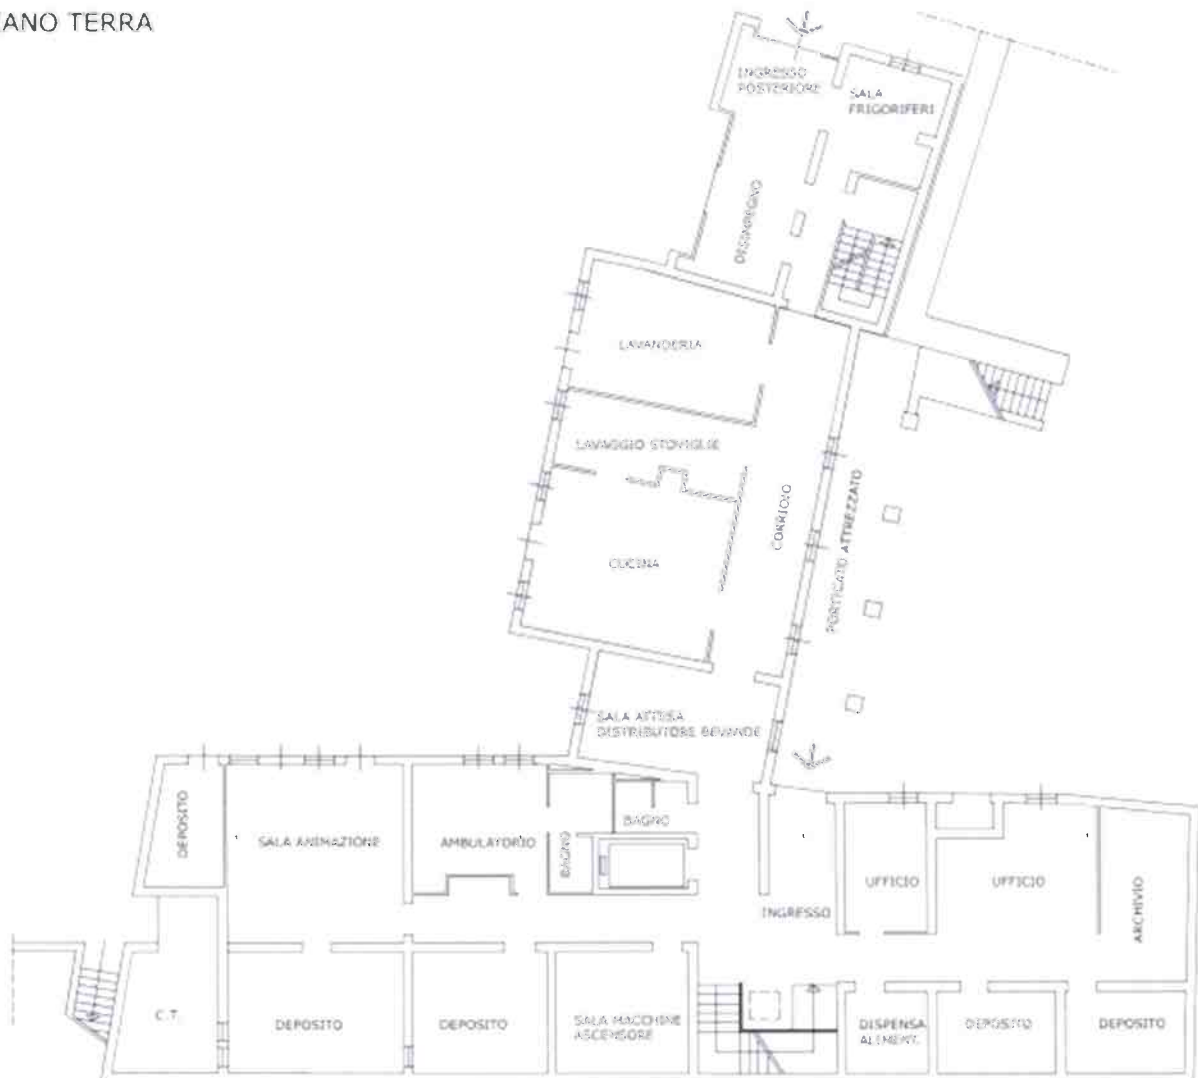 ANO TERRA
INGRESSO
POSTERIORE
SALA
FRIGORIFERI
DISIMPEGNO
LAVANDERIA
LAVAGGIO STOVIGLIE
CORRIOIO
CUCINA
PORTICATO ATTREZZATO
SALA ATTESA
DISTRIBUTORE BEVANDE
DEPOSITO
SALA ANIMAZIONE
AMBULATORIO
BAGNO
BAGNO
UFFICIO
UFFICIO
ARCHIVIO
INGRESSO
C.T.
DEPOSITO
DEPOSITO
SALA MACCHINE
ASCENSORE
DISPENSA
ALIMENT.
DEPOSITO
DEPOSITO